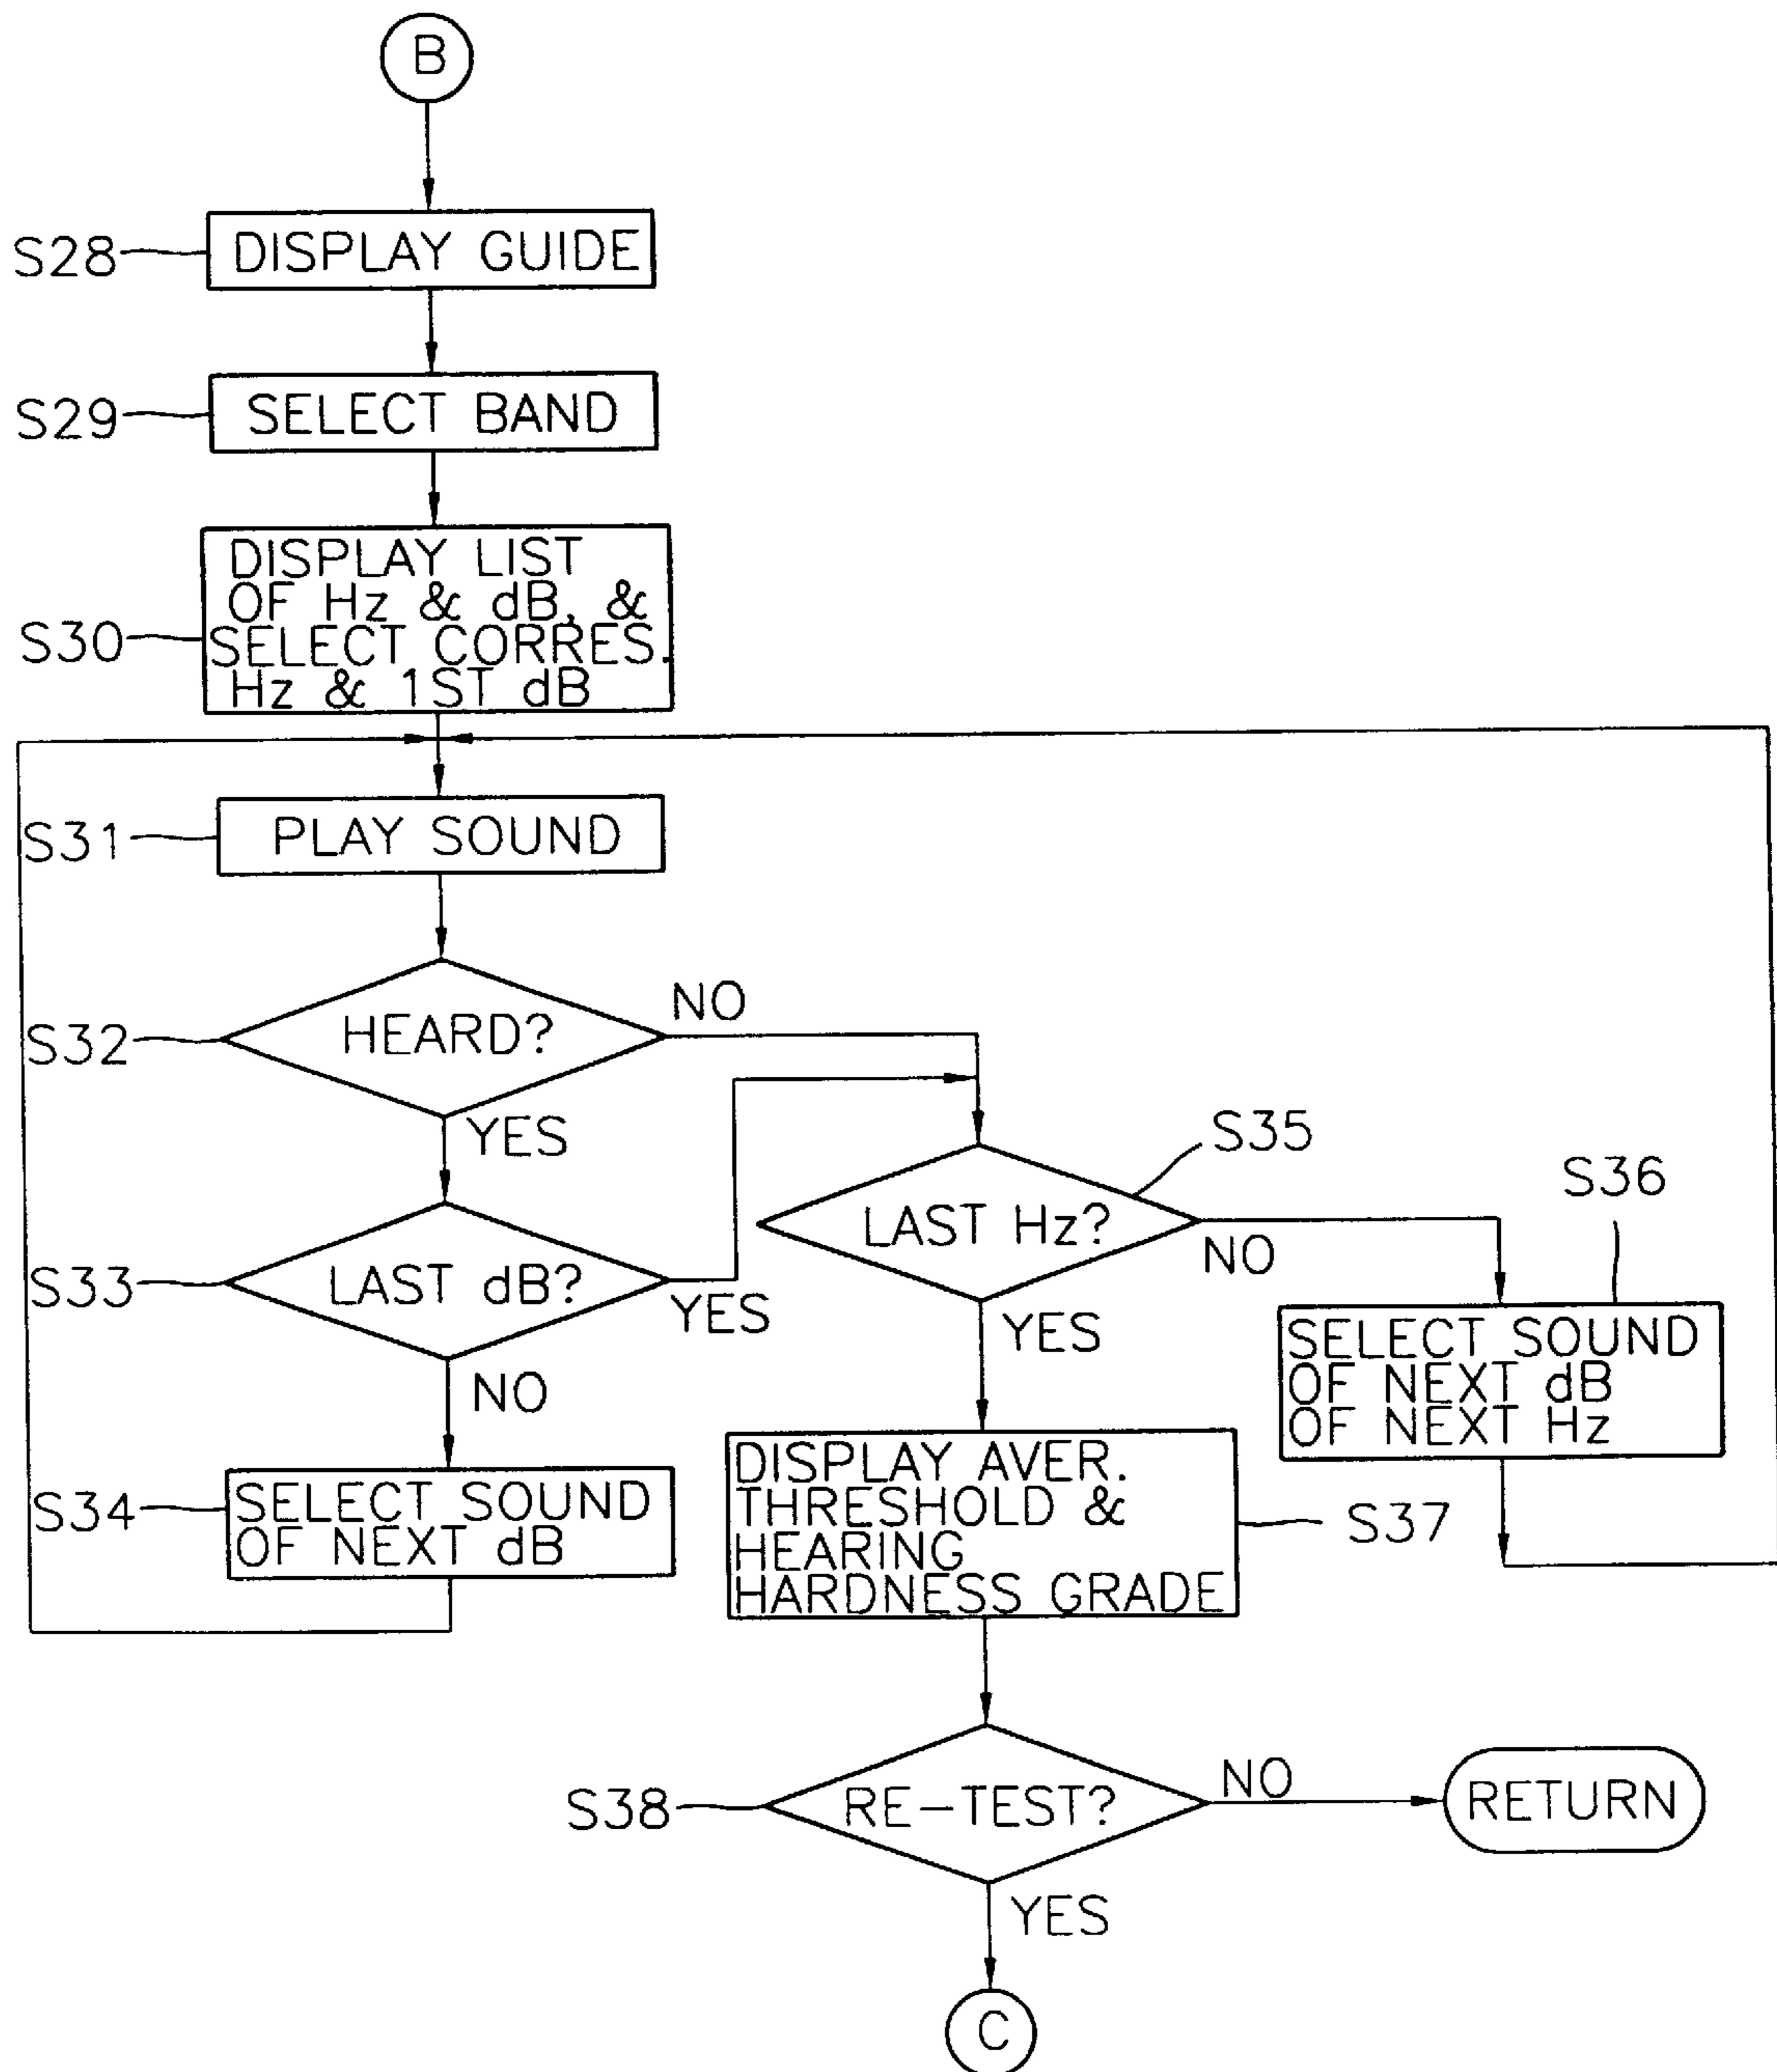 B
S28
DISPLAY GUIDE
S29
SELECT BAND
S30
DISPLAY LIST
OF Hz & dB, &
SELECT CORRES.
Hz & 1ST dB
S31
PLAY SOUND
S32
HEARD?
NO
YES
S33
LAST dB?
YES
NO
S34
SELECT SOUND
OF NEXT dB
S35
LAST Hz?
NO
YES
S36
SELECT SOUND
OF NEXT dB
OF NEXT Hz
S37
DISPLAY AVER.
THRESHOLD &
HEARING
HARDNESS GRADE
S38
RE-TEST?
NO
RETURN
YES
C